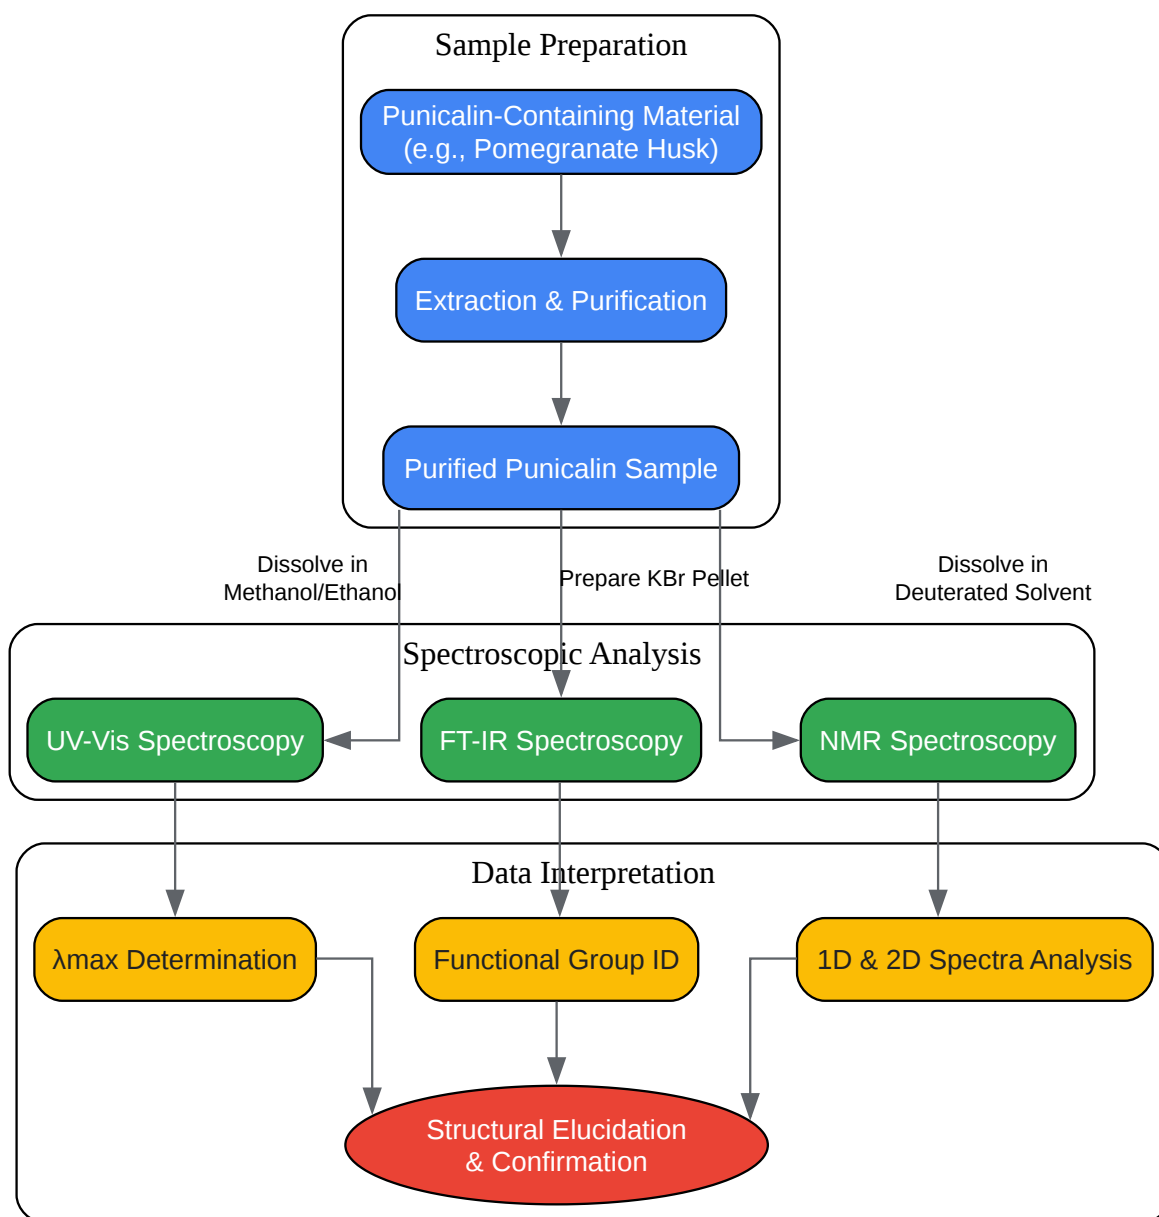 Sample Preparation
Punicalin-Containing Material
(e.g., Pomegranate Husk)
Extraction & Purification
Purified Punicalin Sample
Dissolve in
Methanol/Ethanol
Prepare KBr Pellet
Dissolve in
Deuterated Solvent
Spectroscopic Analysis
UV-Vis Spectroscopy
FT-IR Spectroscopy
NMR Spectroscopy
Data Interpretation
λmax Determination
Functional Group ID
1D & 2D Spectra Analysis
Structural Elucidation
& Confirmation